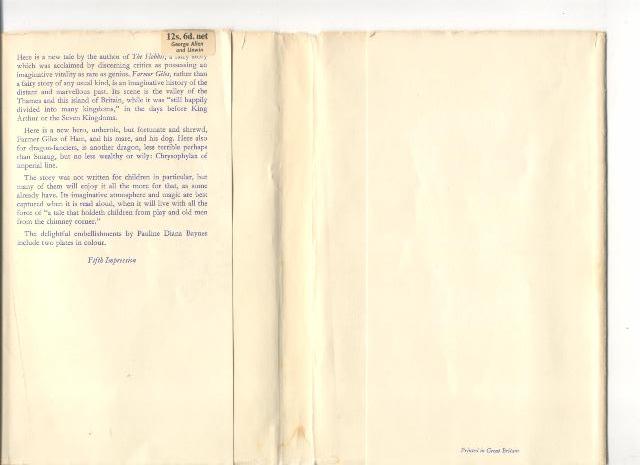 12s. 6d. net
George Allen
and Unwin
Here is a new tale by the author of The Hobbit, a fairy story
which was acclaimed by discerning critics as possessing an
imaginative vitality as rare as genius. Farmer Giles, rather than
a fairy story of any usual kind, is an imaginative history of the
distant and marvellous past. Its scene is the valley of the
Thames and this island of Britain, while it was "still happily
divided into many kingdoms," in the days before King
Arthur or the Seven Kingdoms.
Here is a new hero, unheroic, but fortunate and shrewd,
Farmer Giles of Ham, and his mare, and his dog. Here also
for dragon-fanciers, is another dragon, less terrible perhaps
than Smaug, but no less wealthy or wily: Chrysophylax of
imperial line.
The story was not written for children in particular, but
many of them will enjoy it all the more for that, as some
already have. Its imaginative atmosphere and magic are best
captured when it is read aloud, when it will live with all the
force of "a tale that holdeth children from play and old men
from the chimney corner."
The delightful embellishments by Pauline Diana Baynes
include two plates in colour.
Fifth Impression
Printed in Great Britain